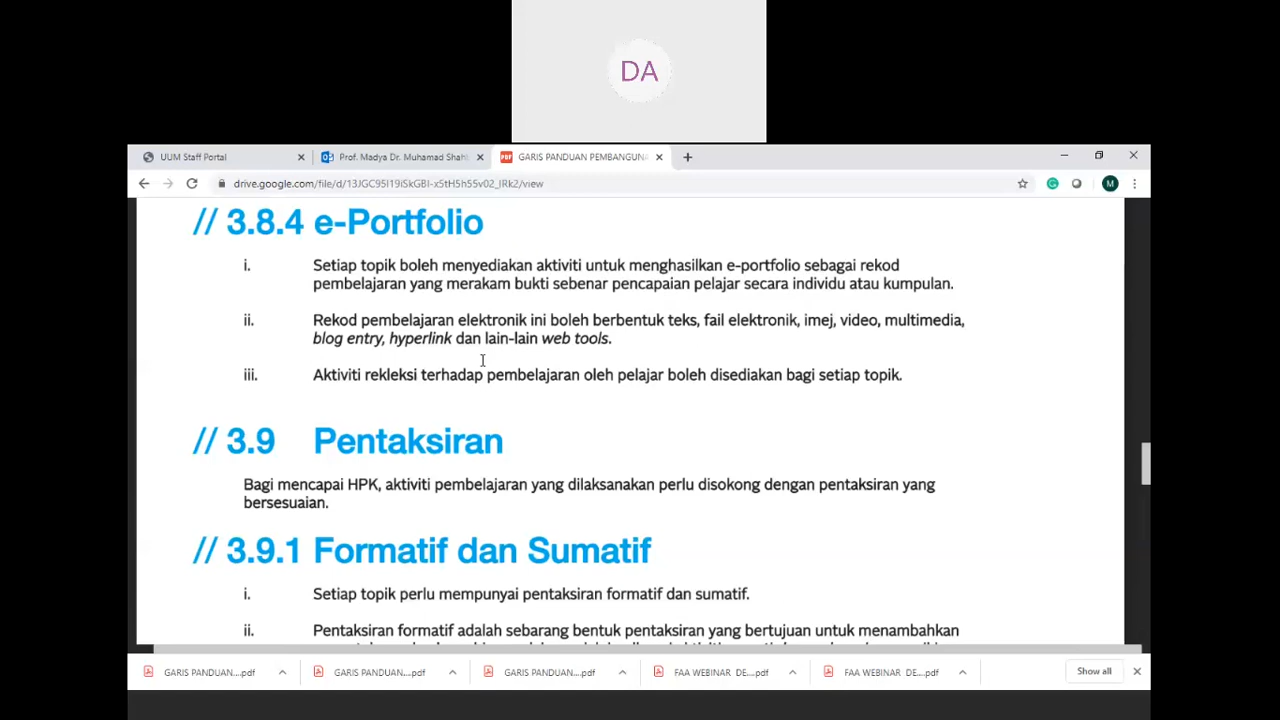 DA
UUM Staff Portal
Prof. Madya Dr. Muhamad Shahb
GARIS PANDUAN PEMBANGUNA
drive.google.com/file/d/13JGC95I19iSkGBI-x5tH5h55v02_IRk2/view
M
// 3.8.4 e-Portfolio
i. Setiap topik boleh menyediakan aktiviti untuk menghasilkan e-portfolio sebagai rekod
pembelajaran yang merakam bukti sebenar pencapaian pelajar secara individu atau kumpulan.
ii. Rekod pembelajaran elektronik ini boleh berbentuk teks, fail elektronik, imej, video, multimedia,
blog entry, hyperlink dan lain-lain web tools.
iii. Aktiviti rekleksi terhadap pembelajaran oleh pelajar boleh disediakan bagi setiap topik.
// 3.9 Pentaksiran
Bagi mencapai HPK, aktiviti pembelajaran yang dilaksanakan perlu disokong dengan pentaksiran yang
bersesuaian.
// 3.9.1 Formatif dan Sumatif
i. Setiap topik perlu mempunyai pentaksiran formatif dan sumatif.
ii. Pentaksiran formatif adalah sebarang bentuk pentaksiran yang bertujuan untuk menambahkan
GARIS PANDUAN....pdf
GARIS PANDUAN....pdf
GARIS PANDUAN....pdf
FAA WEBINAR DE....pdf
FAA WEBINAR DE....pdf
Show all